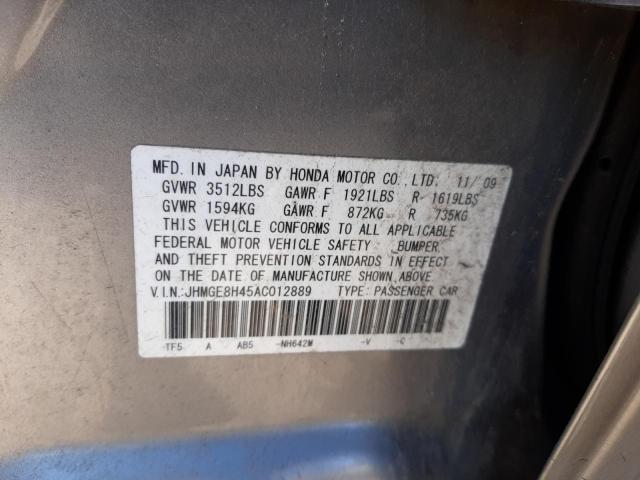 MFD. IN JAPAN BY HONDA MOTOR CO., LTD. 11/'09
GVWR 3512LBS GAWR F 1921LBS R 1619LBS
GVWR 1594KG GAWR F 872KG R 735KG
THIS VEHICLE CONFORMS TO ALL APPLICABLE
FEDERAL MOTOR VEHICLE SAFETY, BUMPER,
AND THEFT PREVENTION STANDARDS IN EFFECT
ON THE DATE OF MANUFACTURE SHOWN ABOVE.
V.I.N.:JHMGE8H45AC012889 TYPE: PASSENGER CAR
-TF5 A AB5 -NH642M -V -C